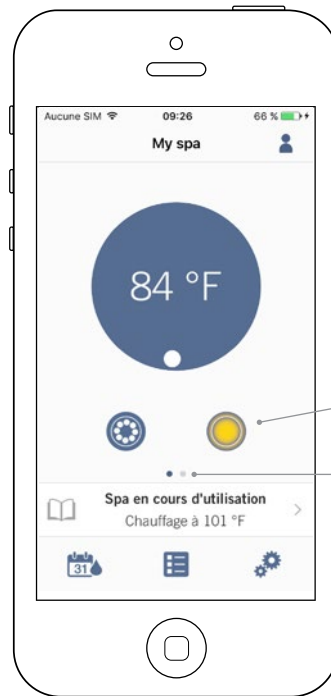 Aucune SIM 09:26 66 %
My spa
84 °F
Spa en cours d'utilisation
Chauffage à 101 °F
31